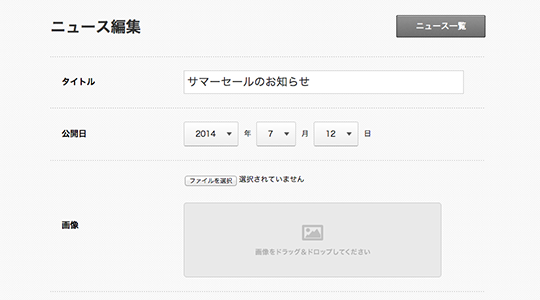 ニュース編集
ニュース一覧
タイトル
サマーセールのお知らせ
公開日
2014 年 7 月 12 日
ファイルを選択 選択されていません
画像
画像をドラッグ＆ドロップしてください